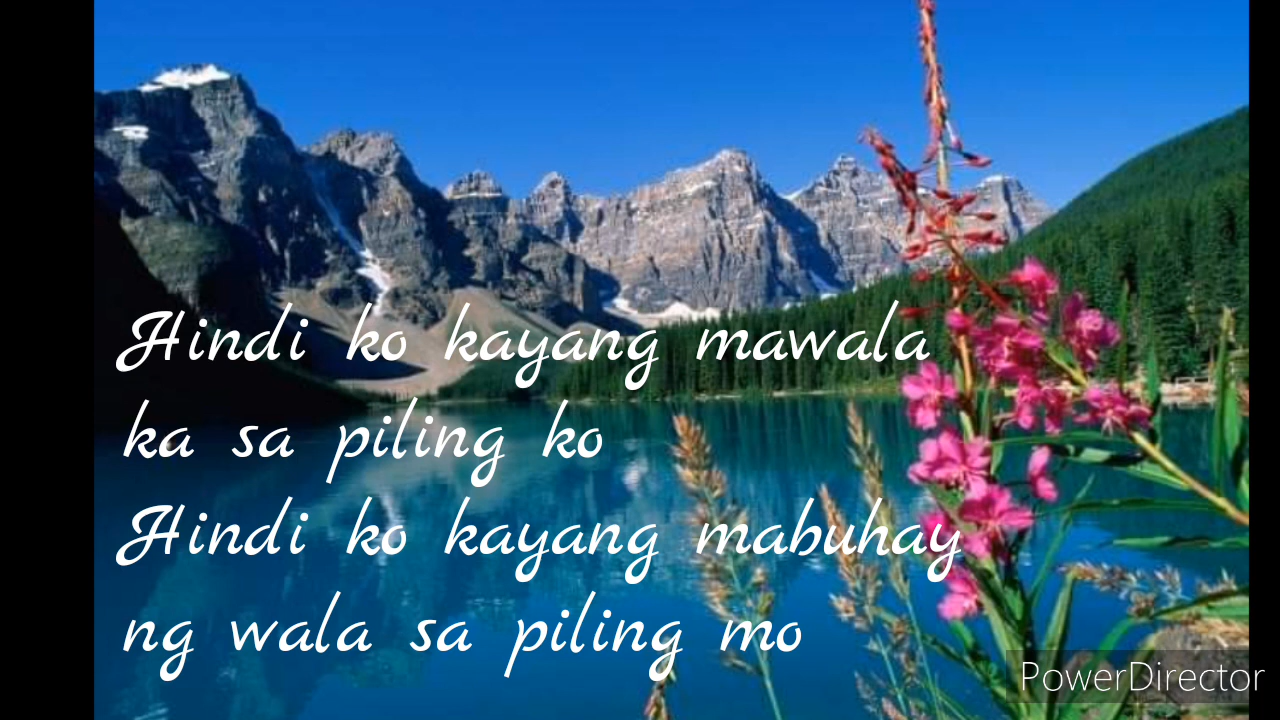 Hindi ko kayang mawala
ka sa piling ko
Hindi ko kayang mabuhay
ng wala sa piling mo
PowerDirector